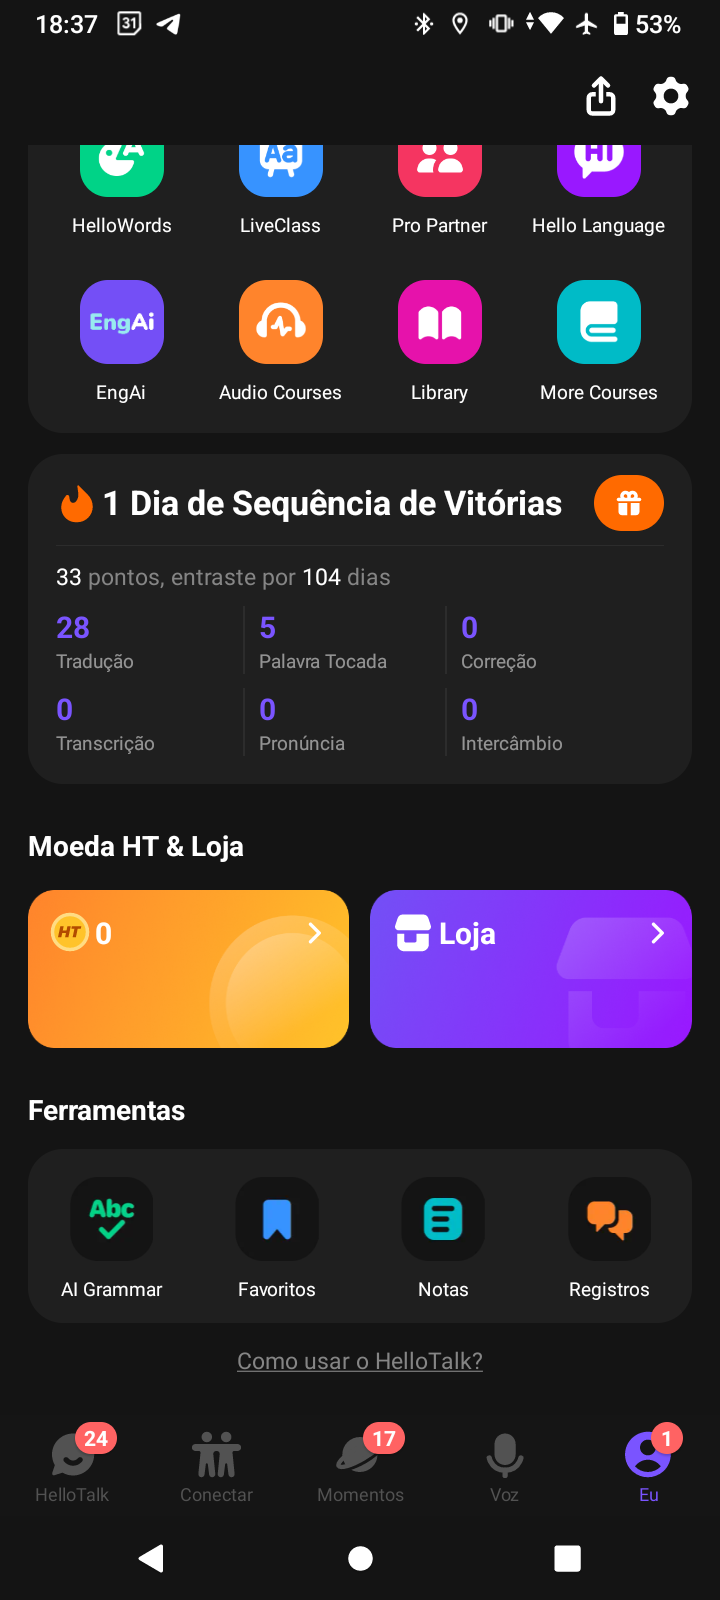 18:37 31 53%
A Aa HI
HelloWords LiveClass Pro Partner Hello Language
EngAi
EngAi Audio Courses Library More Courses
1 Dia de Sequência de Vitórias
33 pontos, entraste por 104 dias
28 5 0
Tradução Palavra Tocada Correção
0 0 0
Transcrição Pronúncia Intercâmbio
Moeda HT & Loja
HT 0 Loja
Ferramentas
Abc
AI Grammar Favoritos Notas Registros
Como usar o HelloTalk?
24 17 1
HelloTalk Conectar Momentos Voz Eu